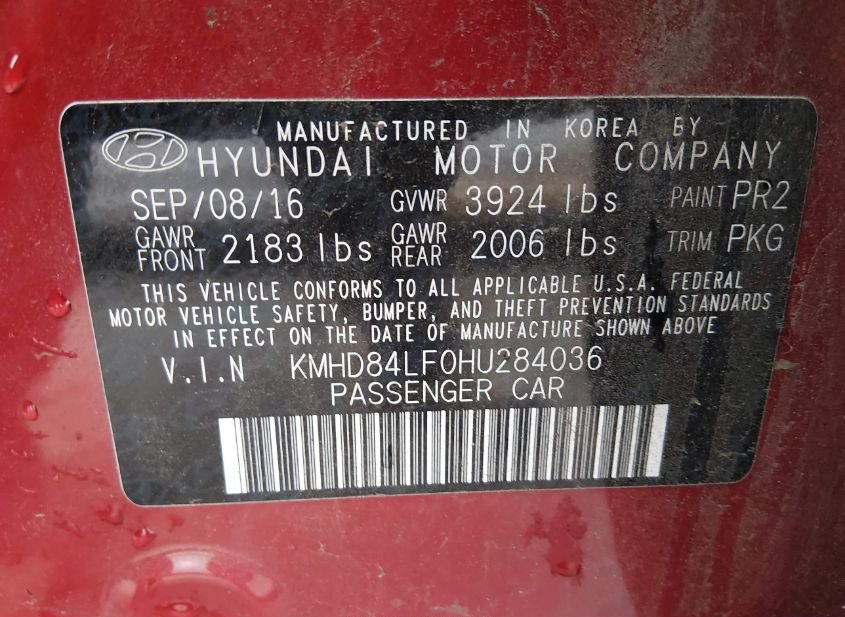 MANUFACTURED IN KOREA BY
HYUNDAI MOTOR COMPANY
SEP/08/16 GVWR 3924 lbs PAINT PR2
GAWR FRONT 2183 lbs GAWR REAR 2006 lbs TRIM PKG
THIS VEHICLE CONFORMS TO ALL APPLICABLE U.S.A. FEDERAL
MOTOR VEHICLE SAFETY, BUMPER, AND THEFT PREVENTION STANDARDS
IN EFFECT ON THE DATE OF MANUFACTURE SHOWN ABOVE
V.I.N KMHD84LF0HU284036
PASSENGER CAR